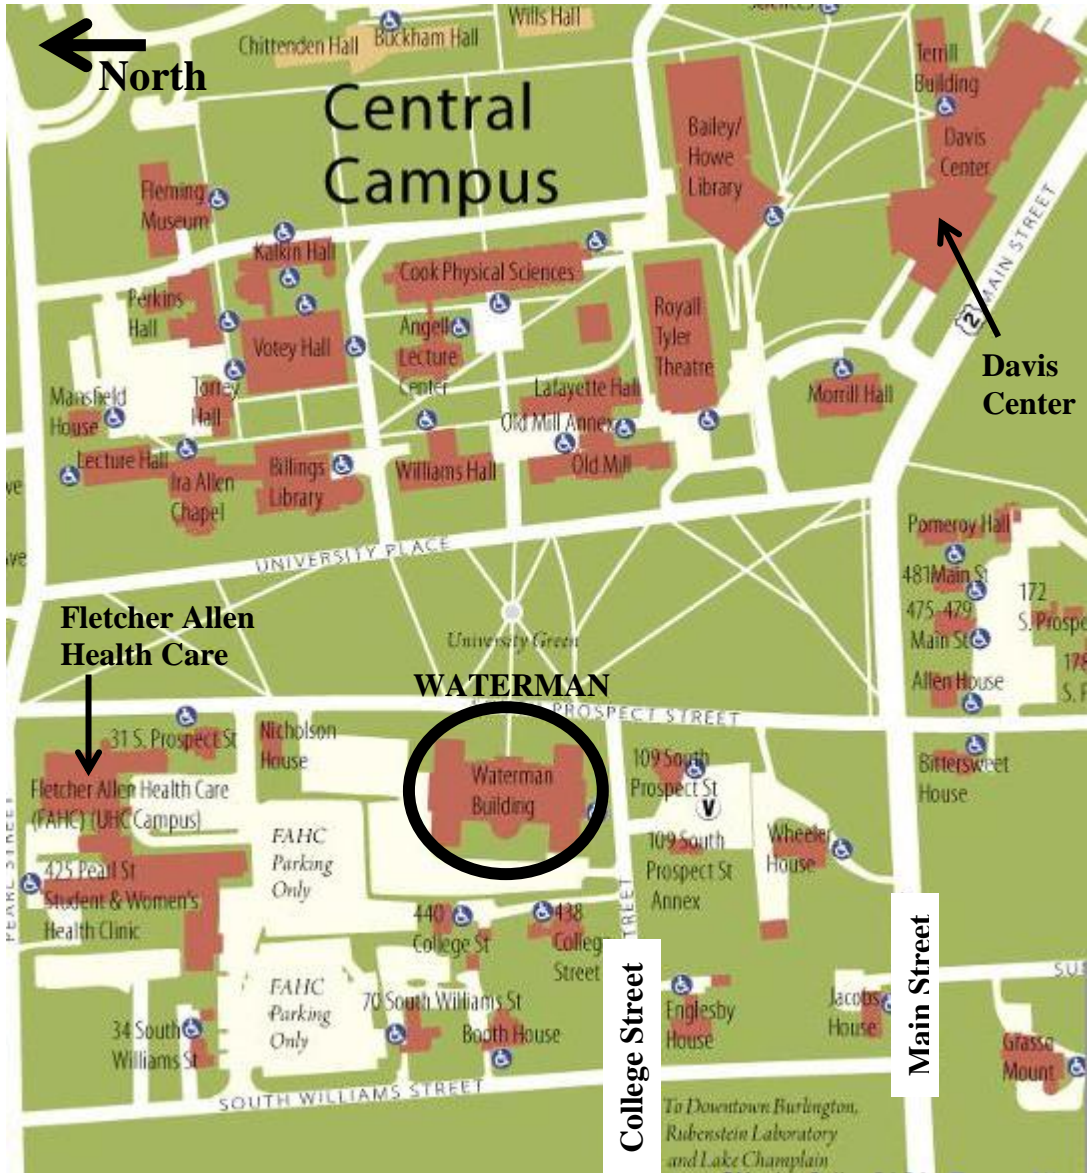 Wills Hall
Buckham Hall
Chittenden Hall
North
Central
Campus
Terrill
Building
Davis
Center
Bailey/
Howe
Library
Fleming
Museum
Kalkin Hall
Cook Physical Sciences
MAIN STREET
2
Perkins
Hall
Votey Hall
Angell
Lecture
Center
Royall
Tyler
Theatre
Davis
Center
Mansfield
House
Torrey
Hall
Lafayette Hall
Morrill Hall
Old Mill Annex
Lecture Hall
Ira Allen
Chapel
Billings
Library
Williams Hall
Old Mill
UNIVERSITY PLACE
Pomeroy Hall
481 Main St
475-479
Main St
172
S. Prospe
178
Allen House
Fletcher Allen
Health Care
University Green
WATERMAN
PROSPECT STREET
31 S. Prospect St
Nicholson
House
Waterman
Building
109 South
Prospect St
V
Bittersweet
House
Fletcher Allen Health Care
(FAHC) (UHC Campus)
FAHC
Parking
Only
109 South
Prospect St
Annex
Wheeler
House
PEARL STREET
425 Pearl St
Student & Women's
Health Clinic
440
College St
438
College
Street
College Street
Main Street
FAHC
Parking
Only
70 South Williams St
Booth House
Englesby
House
Jacobs
House
Grasse
Mount
34 South
Williams St
SOUTH WILLIAMS STREET
To Downtown Burlington,
Rubenstein Laboratory
and Lake Champlain